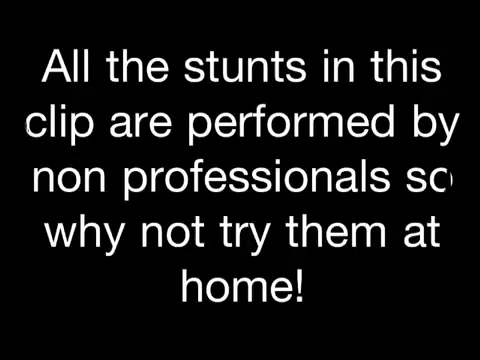 All the stunts in this
clip are performed by
non professionals so
why not try them at
home!